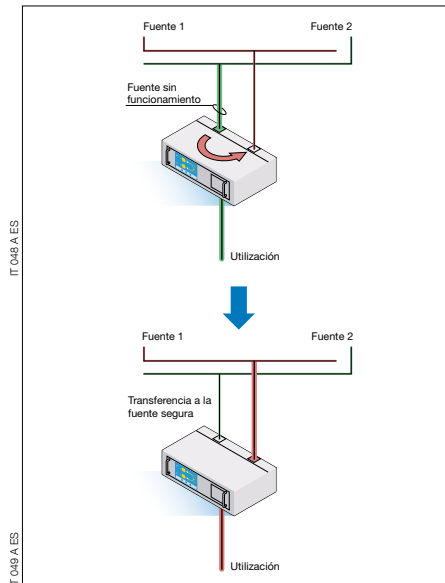 Fuente 1
Fuente 2
Fuente sin
funcionamiento
Utilización
IT 048 A ES
Fuente 1
Fuente 2
Transferencia a la
fuente segura
Utilización
IT 049 A ES